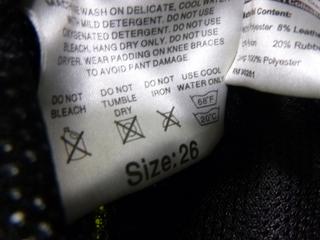 MACHINE WASH ON DELICATE, COOL WATER
WITH MILD DETERGENT. DO NOT USE
OXYGENATED DETERGENT. DO NOT
BLEACH, HANG DRY ONLY. DO NOT
DRYER. WEAR PADDING ON KNEE BRACES
TO AVOID PANT DAMAGE.
DO NOT BLEACH
DO NOT TUMBLE DRY
DO NOT IRON
USE COOL WATER ONLY
68°F
20°C
Size: 26
Material Content:
Polyester 8% Leather
Polyester 20% Rubber
100% Polyester